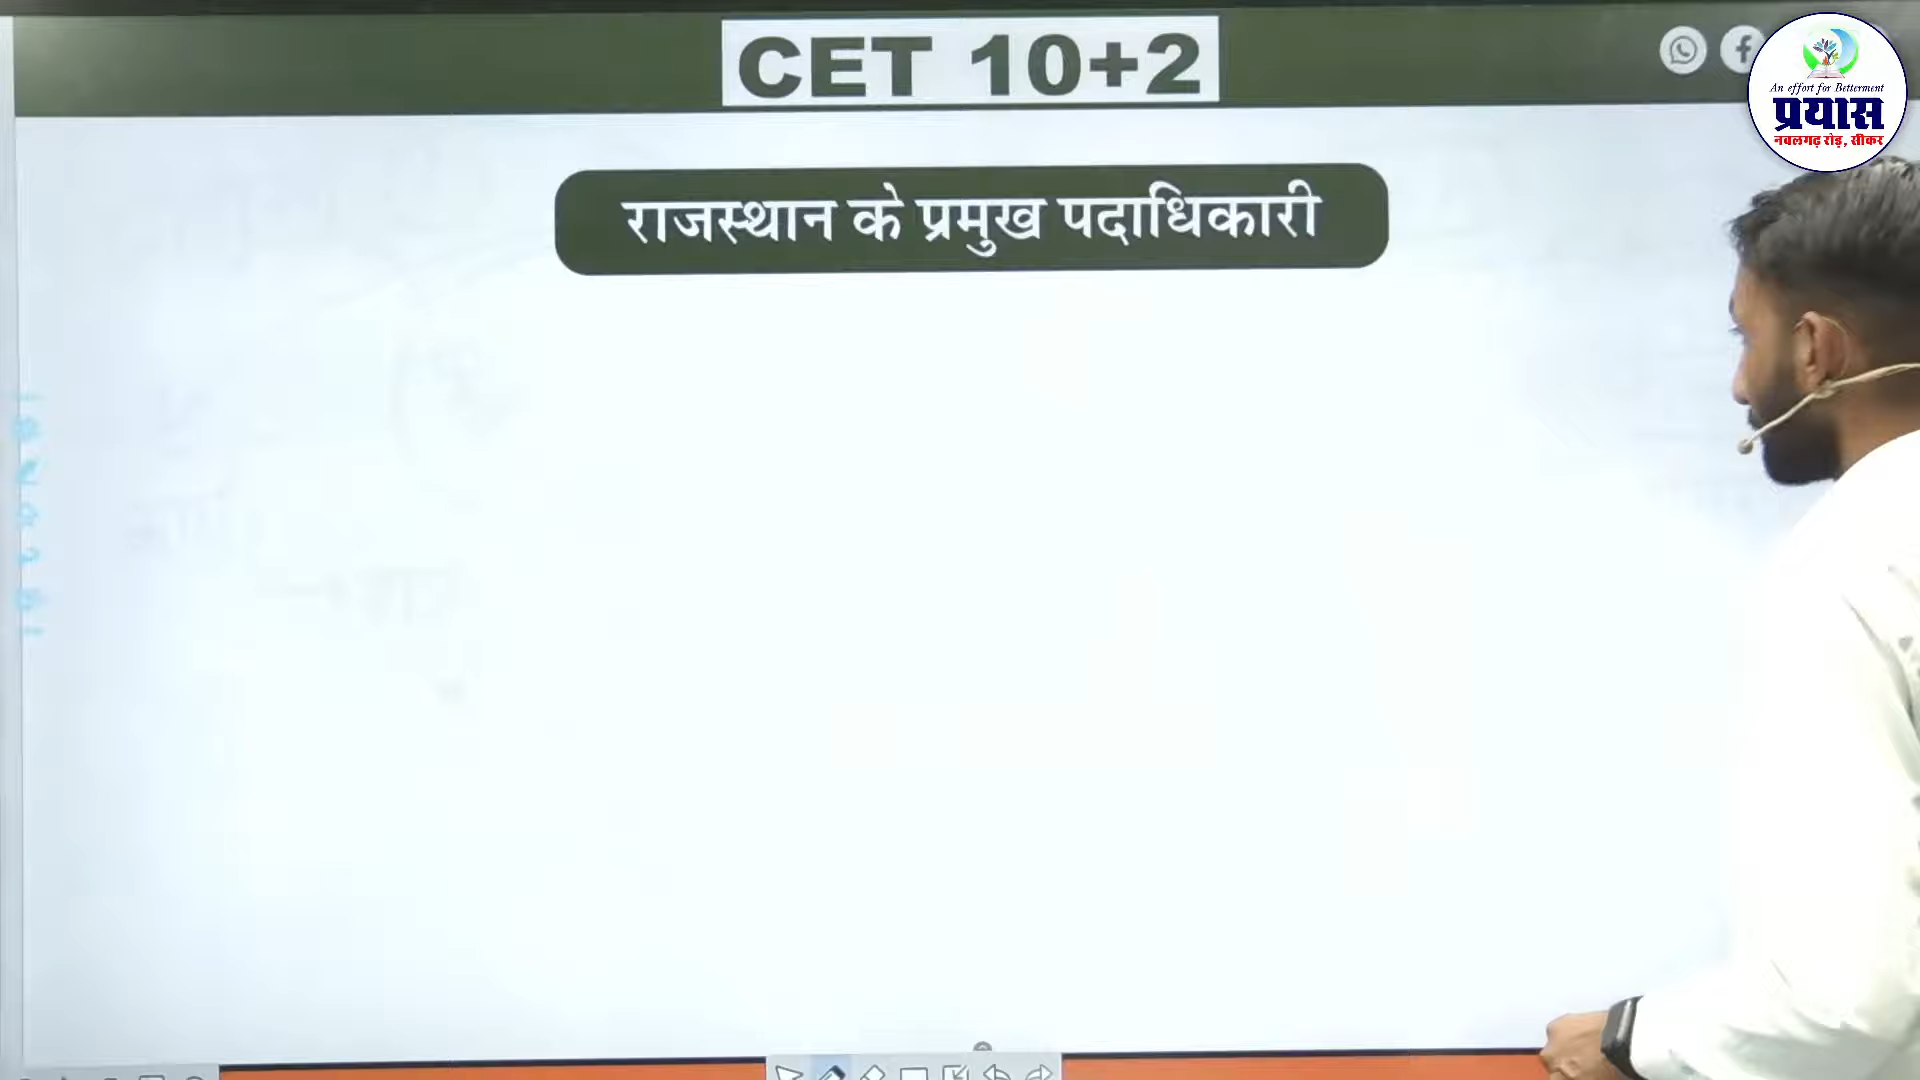 CET 10+2
An effort for Betterment
प्रयास
नवलगढ़ रोड़, सीकर
राजस्थान के प्रमुख पदाधिकारी